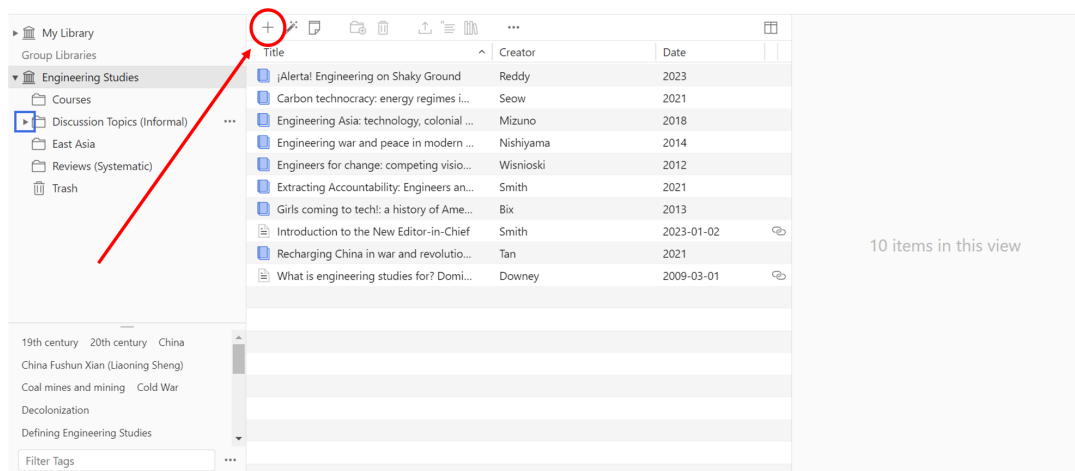 My Library
Group Libraries
Engineering Studies
Courses
Discussion Topics (Informal)
East Asia
Reviews (Systematic)
Trash
19th century 20th century China
China Fushun Xian (Liaoning Sheng)
Coal mines and mining Cold War
Decolonization
Defining Engineering Studies
Filter Tags
Title Creator Date
¡Alerta! Engineering on Shaky Ground Reddy 2023
Carbon technocracy: energy regimes i... Seow 2021
Engineering Asia: technology, colonial ... Mizuno 2018
Engineering war and peace in modern ... Nishiyama 2014
Engineers for change: competing visio... Wisnioski 2012
Extracting Accountability: Engineers an... Smith 2021
Girls coming to tech!: a history of Ame... Bix 2013
Introduction to the New Editor-in-Chief Smith 2023-01-02
Recharging China in war and revolutio... Tan 2021
What is engineering studies for? Domi... Downey 2009-03-01
10 items in this view